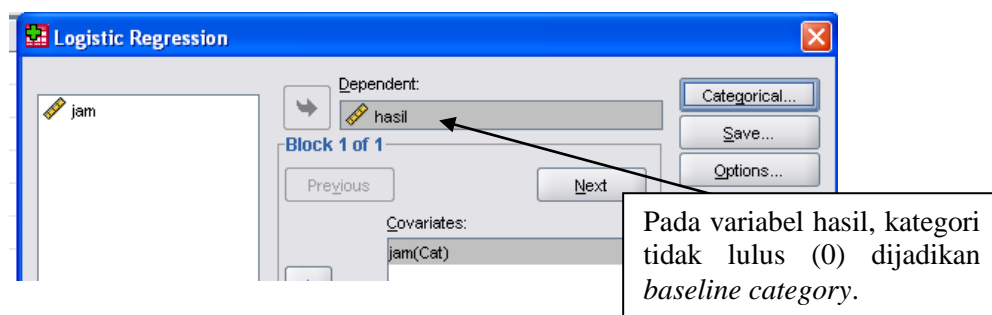 Logistic Regression
jam
Dependent:
hasil
Block 1 of 1
Previous
Next
Covariates:
jam(Cat)
Categorical...
Save...
Options...
Pada variabel hasil, kategori
tidak lulus (0) dijadikan
baseline category.